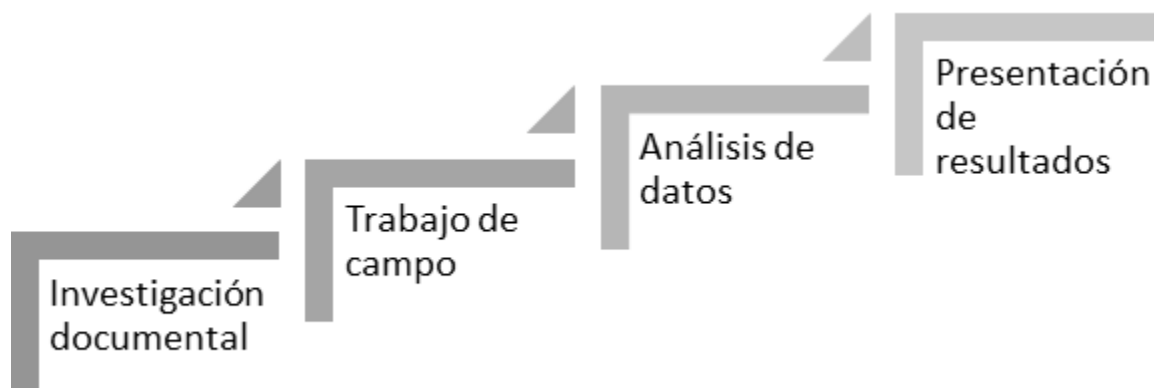 Investigación
documental
Trabajo de
campo
Análisis de
datos
Presentación
de
resultados